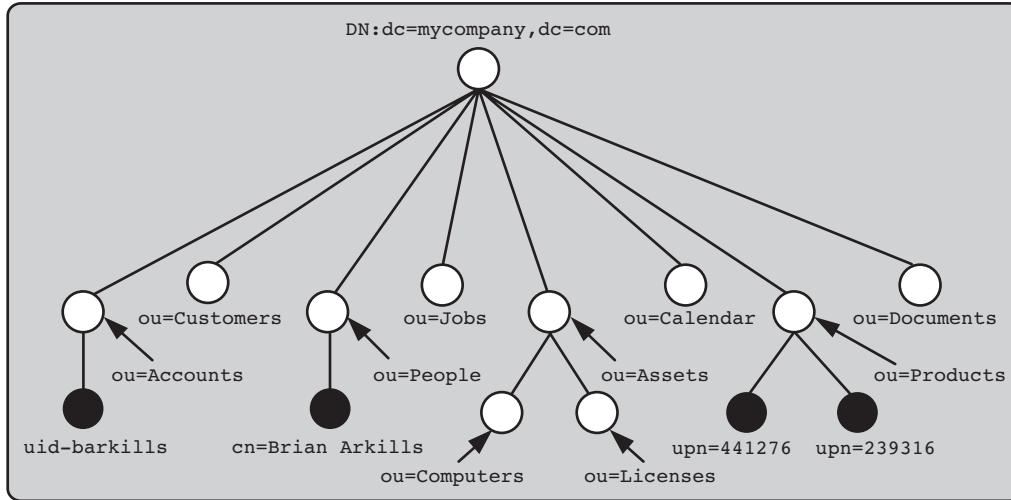 DN:dc=mycompany,dc=com
ou=Customers
ou=Jobs
ou=Calendar
ou=Documents
ou=Accounts
ou=People
ou=Assets
ou=Products
uid-barkills
cn=Brian Arkills
upn=441276
upn=239316
ou=Computers
ou=Licenses